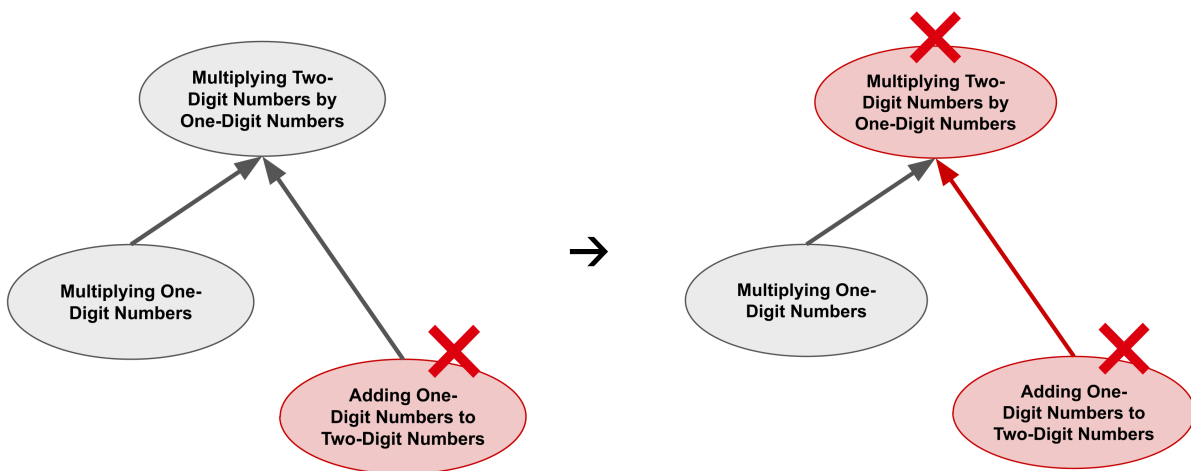 Multiplying Two-
Digit Numbers by
One-Digit Numbers
Multiplying One-
Digit Numbers
Adding One-
Digit Numbers to
Two-Digit Numbers
Multiplying Two-
Digit Numbers by
One-Digit Numbers
Multiplying One-
Digit Numbers
Adding One-
Digit Numbers to
Two-Digit Numbers